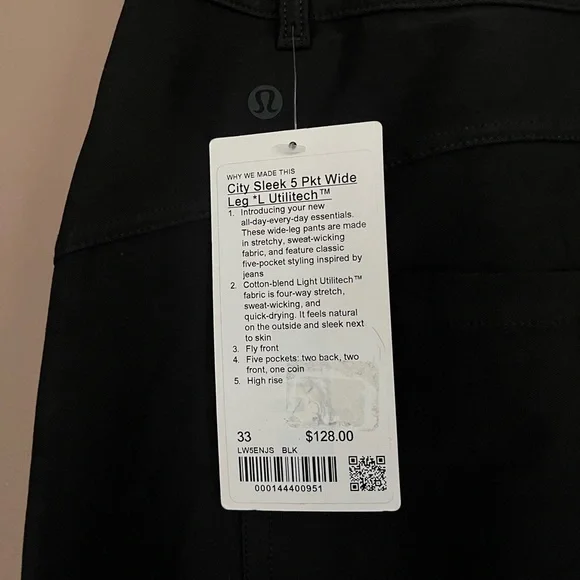 WHY WE MADE THIS
City Sleek 5 Pkt Wide
Leg *L Utilitech™
1. Introducing your new
all-day-every-day essentials.
These wide-leg pants are made
in stretchy, sweat-wicking
fabric, and feature classic
five-pocket styling inspired by
jeans
2. Cotton-blend Light Utilitech™
fabric is four-way stretch,
sweat-wicking, and
quick-drying. It feels natural
on the outside and sleek next
to skin
3. Fly front
4. Five pockets: two back, two
front, one coin
5. High rise
33 $128.00
LW5ENJS BLK
000144400951